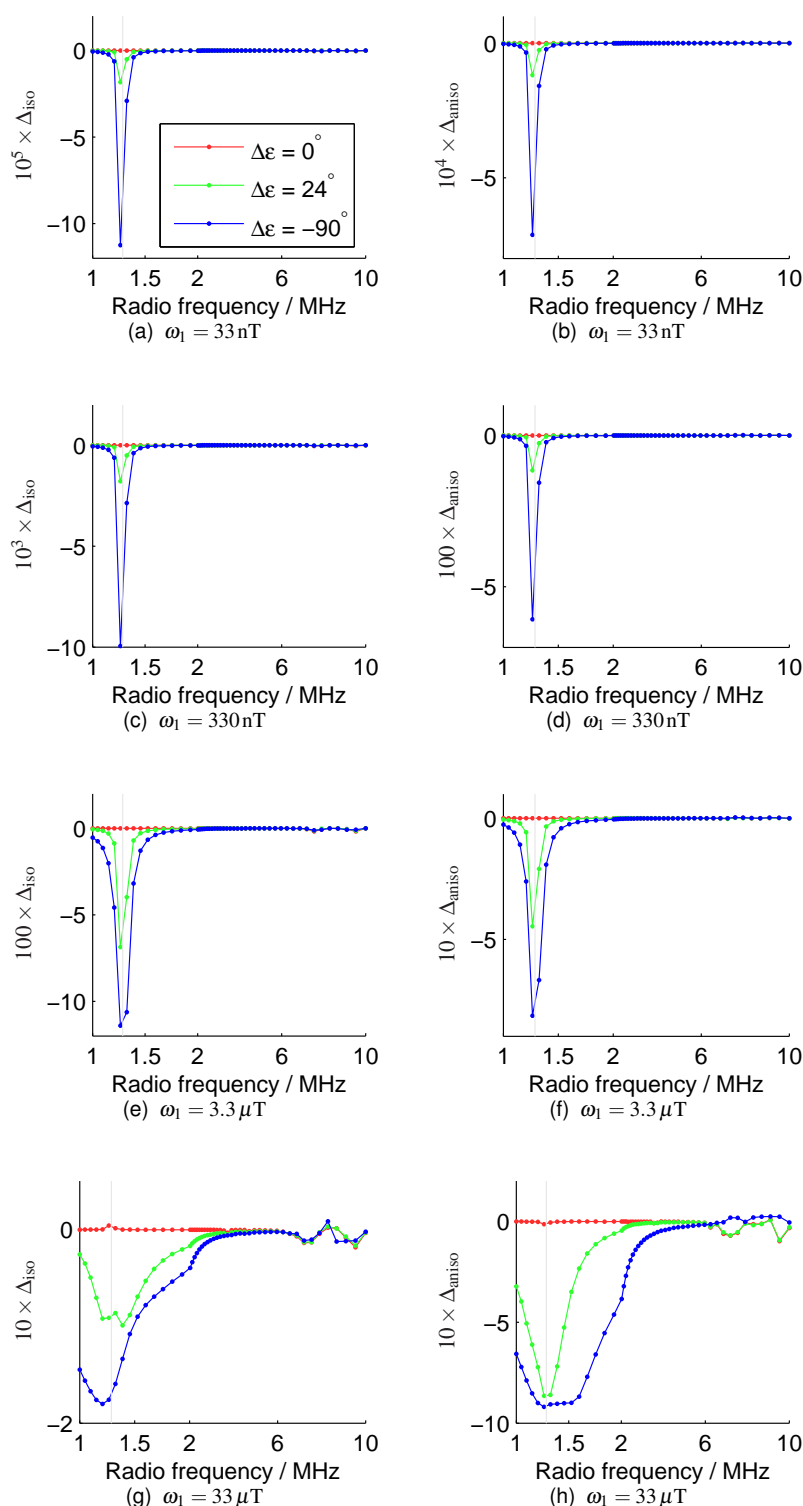 0
−5
−10
10⁵ × Δiso
Δε = 0°
Δε = 24°
Δε = −90°
1 1.5 2 6 10
Radio frequency / MHz
(a) ω₁ = 33 nT
0
−5
10⁴ × Δaniso
1 1.5 2 6 10
Radio frequency / MHz
(b) ω₁ = 33 nT
0
−5
−10
10³ × Δiso
1 1.5 2 6 10
Radio frequency / MHz
(c) ω₁ = 330 nT
0
−5
100 × Δaniso
1 1.5 2 6 10
Radio frequency / MHz
(d) ω₁ = 330 nT
0
−5
−10
100 × Δiso
1 1.5 2 6 10
Radio frequency / MHz
(e) ω₁ = 3.3 μT
0
−5
10 × Δaniso
1 1.5 2 6 10
Radio frequency / MHz
(f) ω₁ = 3.3 μT
0
−2
10 × Δiso
1 1.5 2 6 10
Radio frequency / MHz
(g) ω₁ = 33 μT
0
−5
−10
10 × Δaniso
1 1.5 2 6 10
Radio frequency / MHz
(h) ω₁ = 33 μT